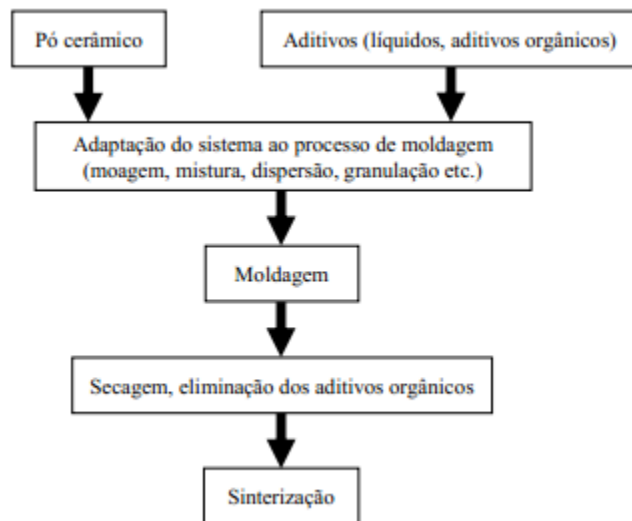 Pó cerâmico
Aditivos (líquidos, aditivos orgânicos)
Adaptação do sistema ao processo de moldagem
(moagem, mistura, dispersão, granulação etc.)
Moldagem
Secagem, eliminação dos aditivos orgânicos
Sinterização